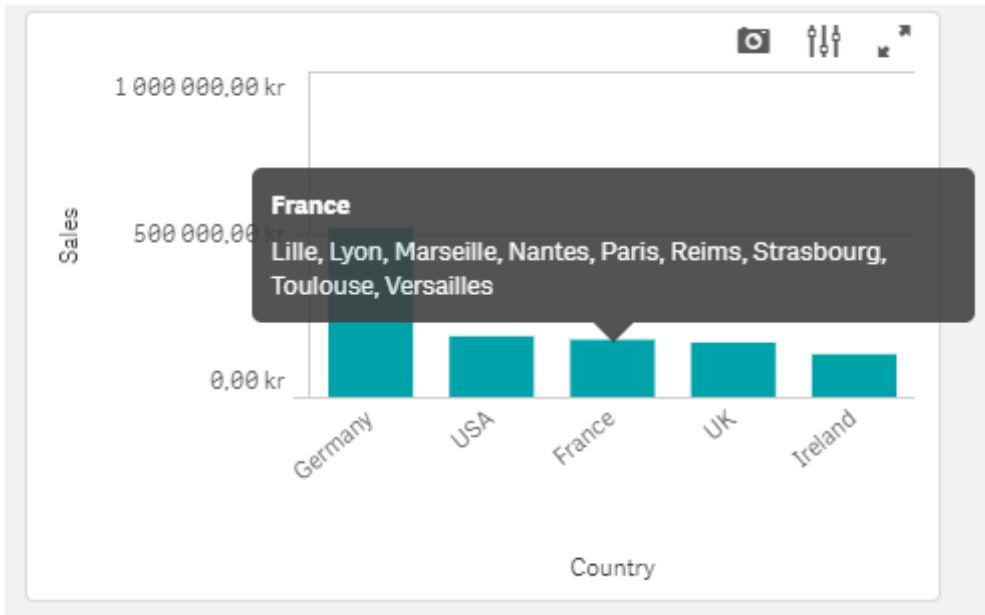 1 000 000,00 kr
Sales
500 000,00 kr
0,00 kr
France
Lille, Lyon, Marseille, Nantes, Paris, Reims, Strasbourg,
Toulouse, Versailles
Germany
USA
France
UK
Ireland
Country